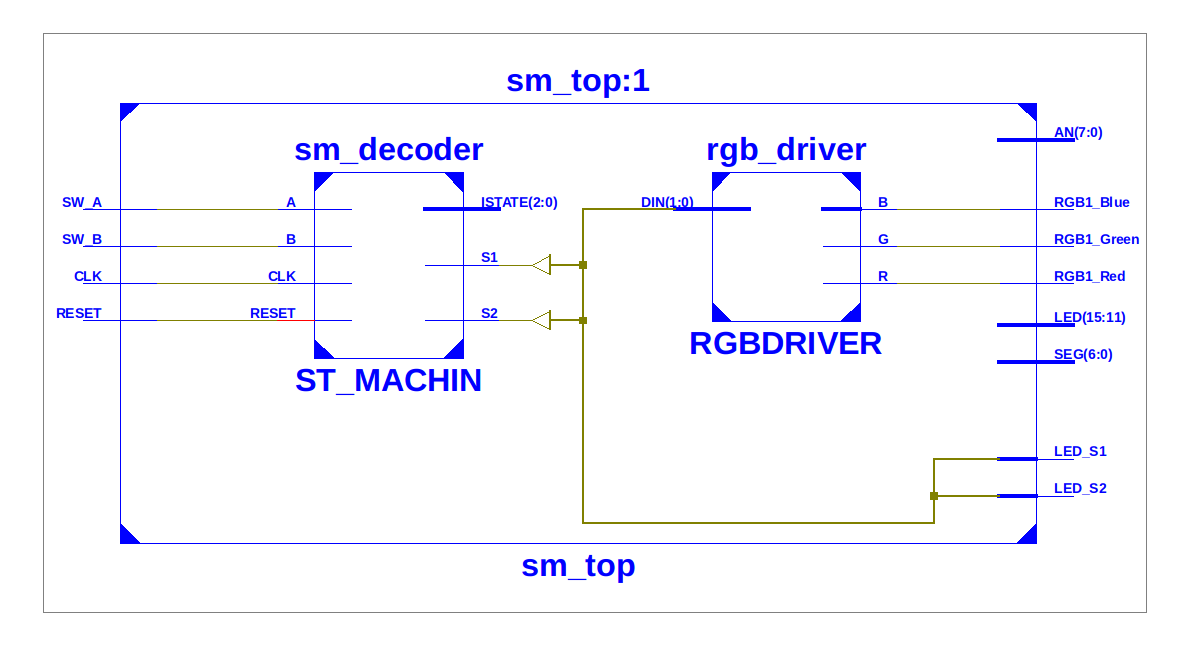 sm_top:1
AN(7:0)
sm_decoder
rgb_driver
SW_A
A
ISTATE(2:0)
DIN(1:0)
B
RGB1_Blue
SW_B
B
G
RGB1_Green
S1
CLK
CLK
R
RGB1_Red
RESET
RESET
S2
LED(15:11)
RGBDRIVER
SEG(6:0)
ST_MACHIN
LED_S1
LED_S2
sm_top